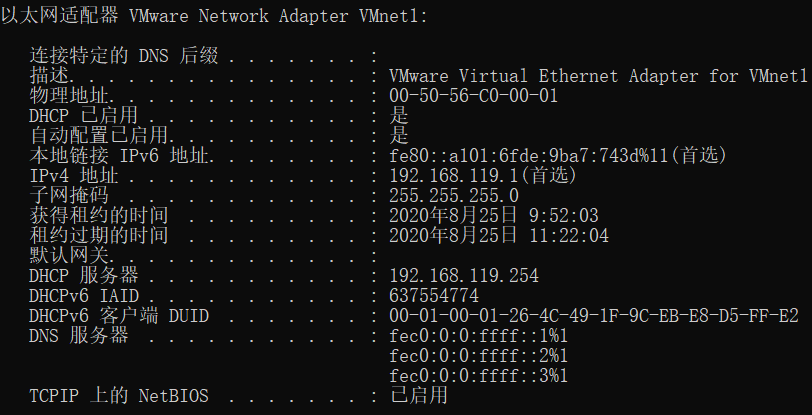 以太网适配器 VMware Network Adapter VMnet1:
连接特定的 DNS 后缀 . . . . . . . :
描述. . . . . . . . . . . . . . . : VMware Virtual Ethernet Adapter for VMnet1
物理地址. . . . . . . . . . . . . : 00-50-56-C0-00-01
DHCP 已启用 . . . . . . . . . . . : 是
自动配置已启用. . . . . . . . . . : 是
本地链接 IPv6 地址. . . . . . . . : fe80::a101:6fde:9ba7:743d%11(首选)
IPv4 地址 . . . . . . . . . . . . : 192.168.119.1(首选)
子网掩码 . . . . . . . . . . . . : 255.255.255.0
获得租约的时间 . . . . . . . . . : 2020年8月25日 9:52:03
租约过期的时间 . . . . . . . . . : 2020年8月25日 11:22:04
默认网关. . . . . . . . . . . . . :
DHCP 服务器 . . . . . . . . . . . : 192.168.119.254
DHCPv6 IAID . . . . . . . . . . . : 637554774
DHCPv6 客户端 DUID . . . . . . . : 00-01-00-01-26-4C-49-1F-9C-EB-E8-D5-FF-E2
DNS 服务器 . . . . . . . . . . . : fec0:0:0:ffff::1%1
fec0:0:0:ffff::2%1
fec0:0:0:ffff::3%1
TCPIP 上的 NetBIOS . . . . . . . : 已启用